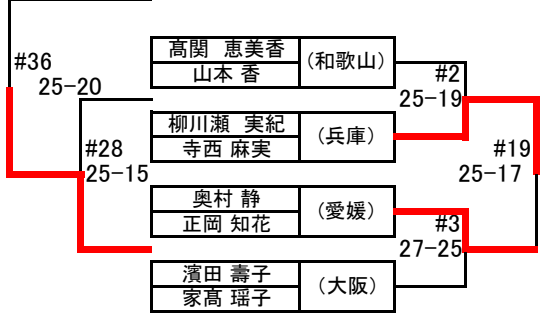 #36
25-20
髙関 恵美香
山本 香
(和歌山)
#2
25-19
柳川瀬 実紀
寺西 麻実
(兵庫)
#28
25-15
#19
25-17
奥村 静
正岡 知花
(愛媛)
#3
27-25
濱田 壽子
家髙 瑶子
(大阪)